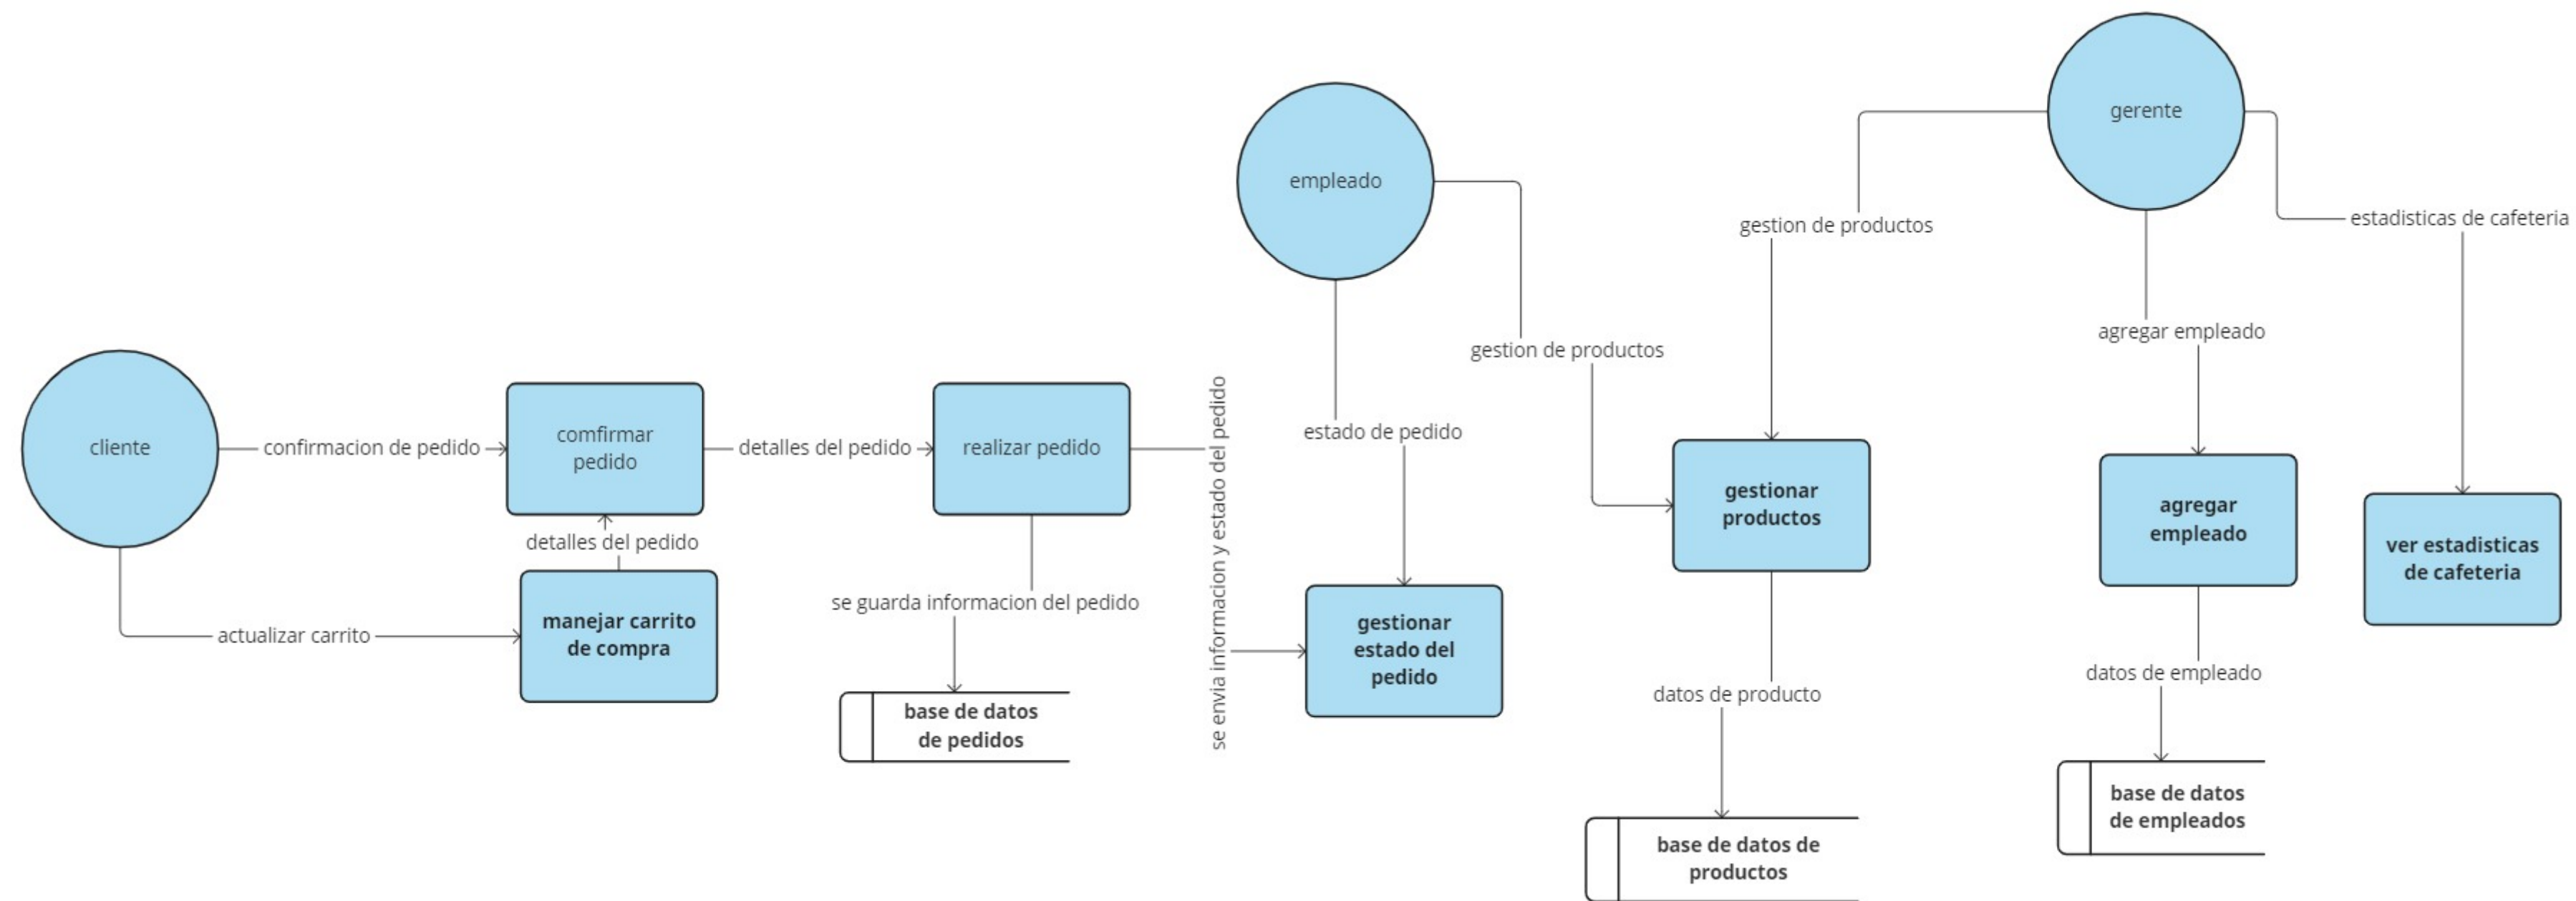 gerente
empleado
estadisticas de cafeteria
gestion de productos
agregar empleado
gestion de productos
estado de pedido
cliente
confirmacion de pedido
comfirmar
pedido
detalles del pedido
realizar pedido
se envia informacion y estado del pedido
gestionar
productos
agregar
empleado
ver estadisticas
de cafeteria
detalles del pedido
manejar carrito
de compra
actualizar carrito
se guarda informacion del pedido
gestionar
estado del
pedido
base de datos
de pedidos
datos de producto
datos de empleado
base de datos
de empleados
base de datos de
productos